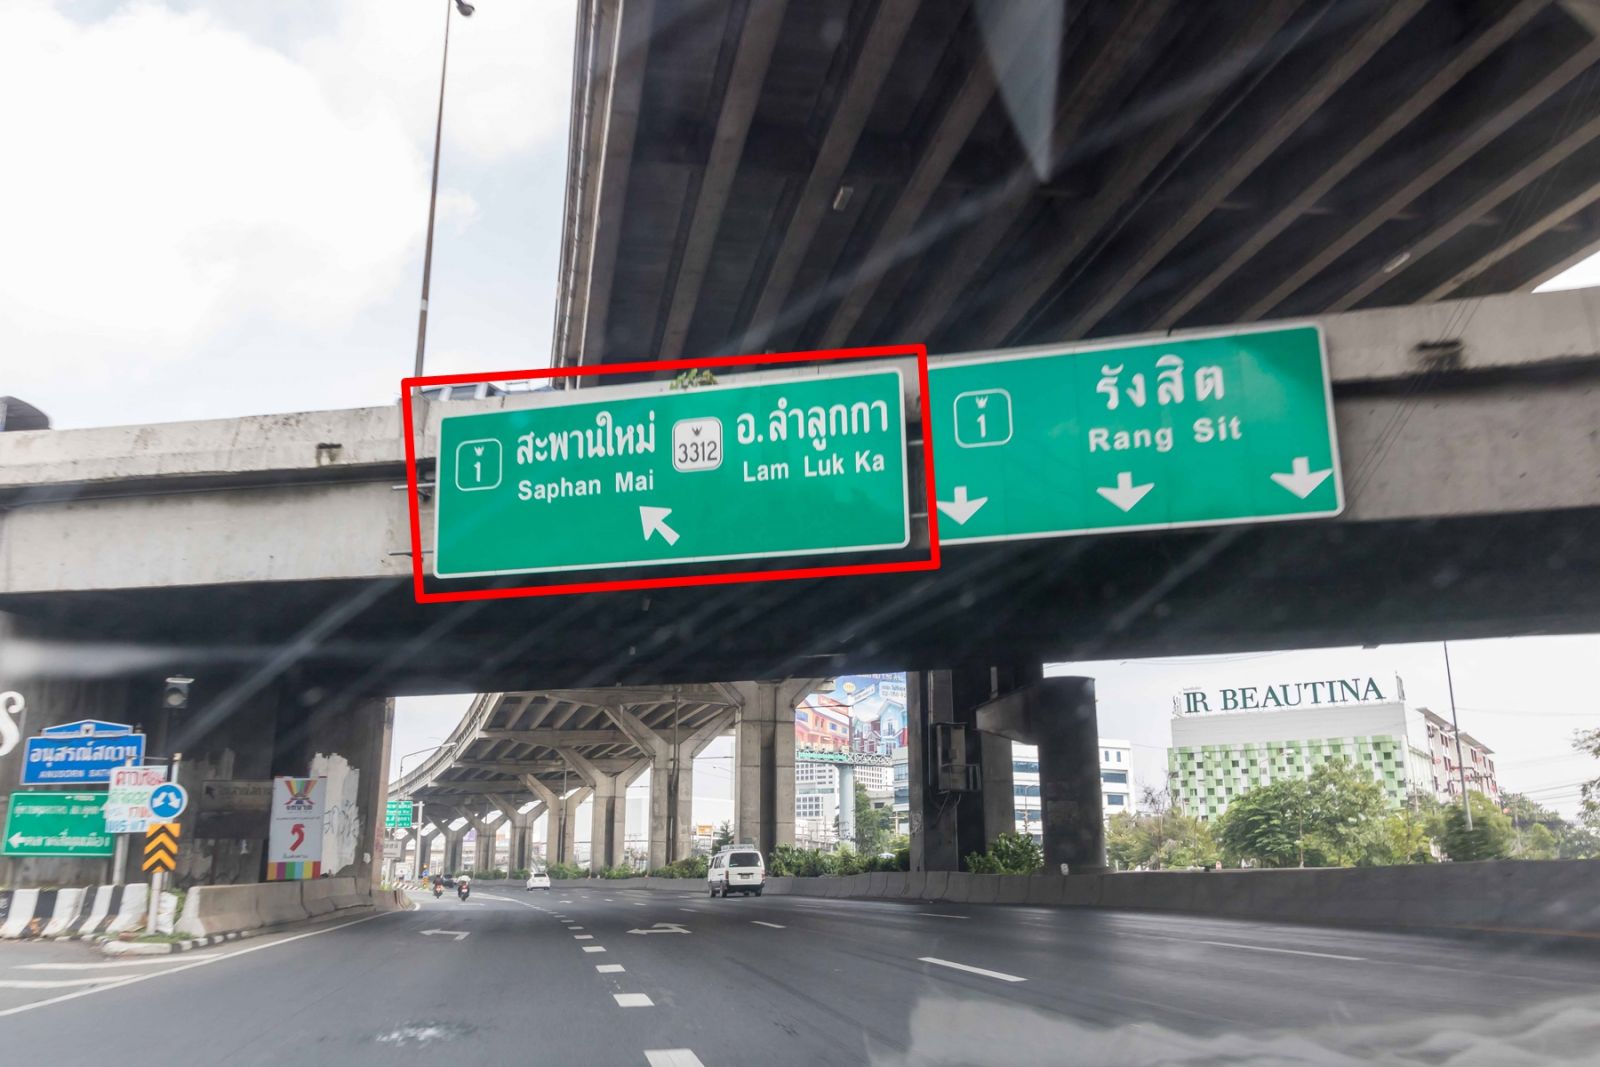 1
สะพานใหม่
Saphan Mai
3312
อ.ลำลูกกา
Lam Luk Ka
1
รังสิต
Rang Sit
IR BEAUTINA
อนุสรณ์สถาน